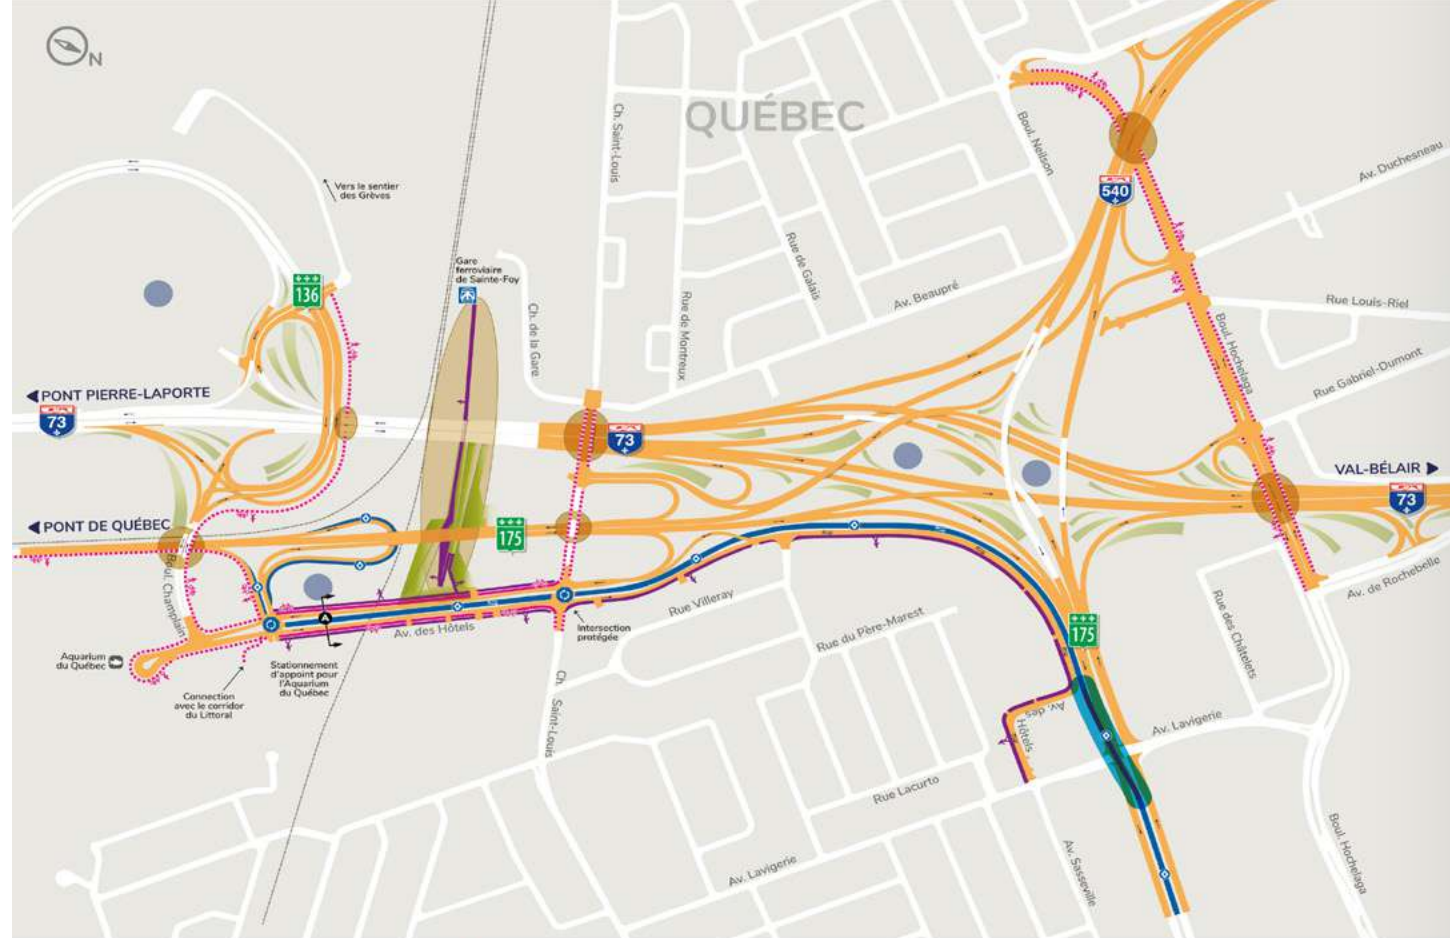 N
QUÉBEC
Ch. Saint-Louis
Boul. Neilson
Av. Duchesneau
540
Vers le sentier
des Grèves
Rue de Galais
Gare
ferroviaire
de Sainte-Foy
136
Av. Beaupré
Rue Louis-Riel
Ch. de la Gare
Rue de Montreux
Boul. Hochelaga
Rue Gabriel-Dumont
PONT PIERRE-LAPORTE
73
73
VAL-BÉLAIR
73
PONT DE QUÉBEC
175
Boul. Champlain
Av. de Rochebelle
A
Av. des Hôtels
Rue Villeray
Intersection
protégée
Rue du Père-Marest
Rue des Châtelets
175
Aquarium
du Québec
Stationnement
d'appoint pour
l'Aquarium
du Québec
Connection
avec le corridor
du Littoral
Ch. Saint-Louis
Av. des
Hôtels
Av. Lavigerie
Rue Lacurto
Av. Lavigerie
Av. Sasseville
Boul. Hochelaga